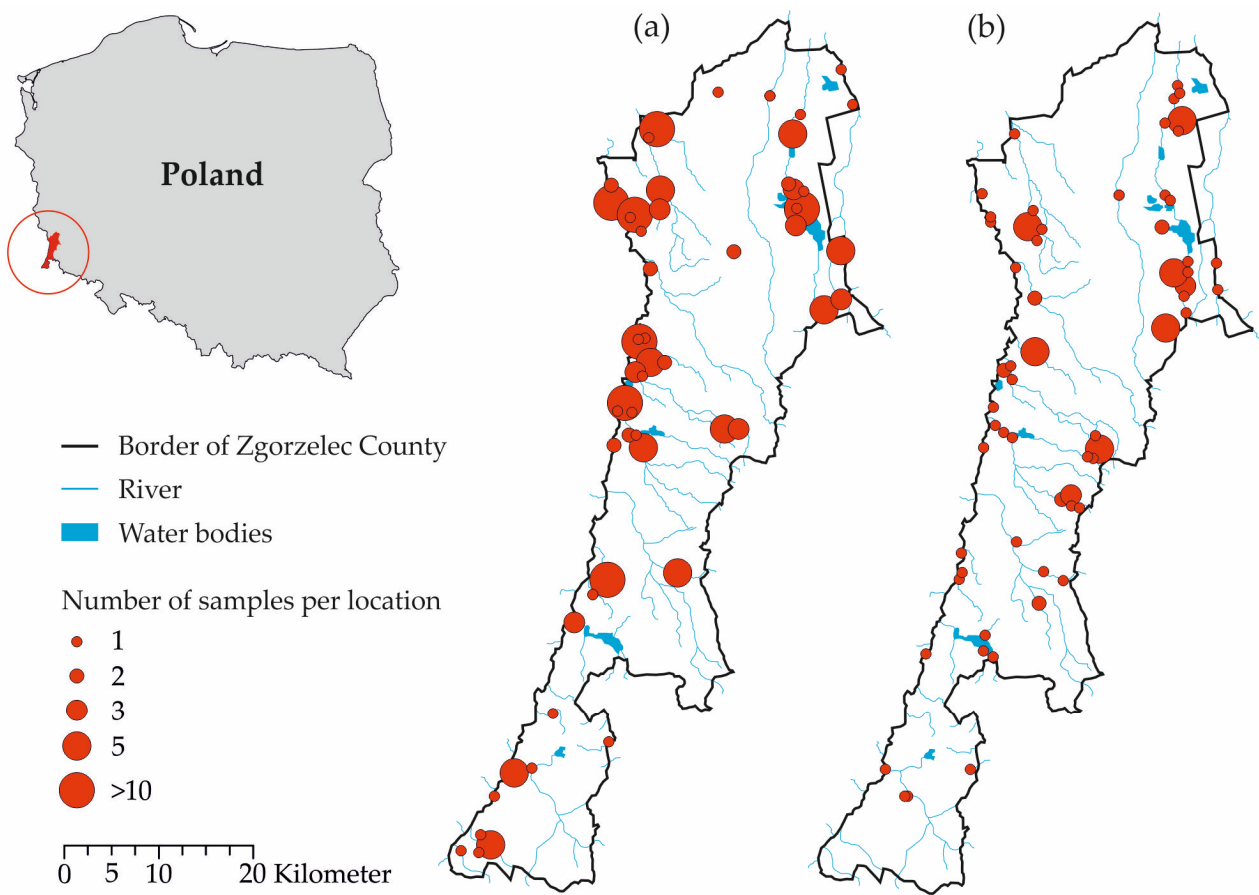 (a)
(b)
Poland
Border of Zgorzelec County
River
Water bodies
Number of samples per location
1
2
3
5
>10
0 5 10 20 Kilometer